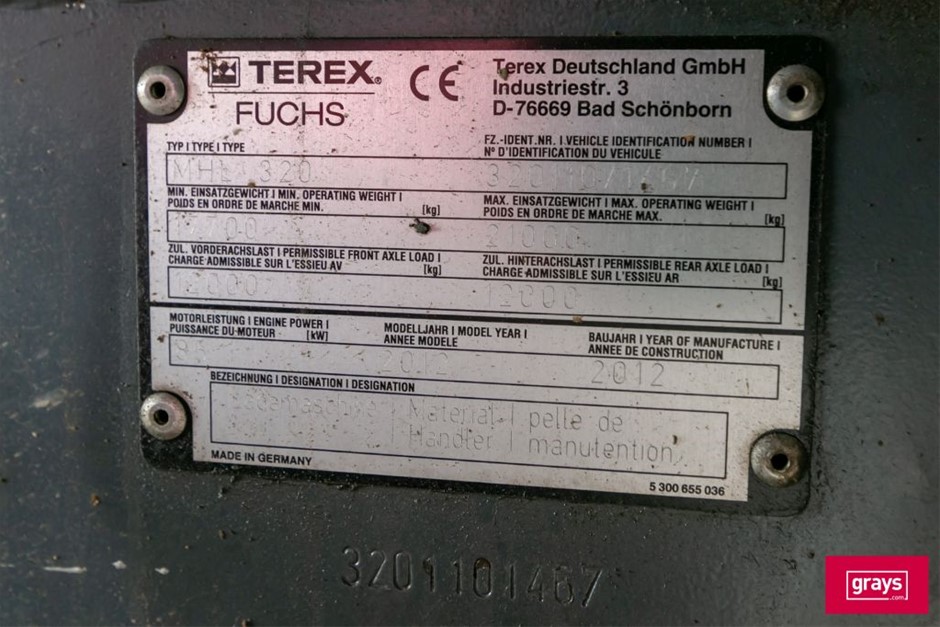 TEREX®
FUCHS
CE
Terex Deutschland GmbH
Industriestr. 3
D-76669 Bad Schönborn
TYP I TYPE I TYPE
MHL 320
FZ.-IDENT.NR. I VEHICLE IDENTIFICATION NUMBER I
N° D'IDENTIFICATION DU VEHICULE
MIN. EINSATZGEWICHT I MIN. OPERATING WEIGHT I
POIDS EN ORDRE DE MARCHE MIN. [kg]
MAX. EINSATZGEWICHT I MAX. OPERATING WEIGHT I
POIDS EN ORDRE DE MARCHE MAX. [kg]
21000
ZUL. VORDERACHSLAST I PERMISSIBLE FRONT AXLE LOAD I
CHARGE ADMISSIBLE SUR L'ESSIEU AV [kg]
12000
ZUL. HINTERACHSLAST I PERMISSIBLE REAR AXLE LOAD I
CHARGE ADMISSIBLE SUR L'ESSIEU AR [kg]
12000
MOTORLEISTUNG I ENGINE POWER I
PUISSANCE DU MOTEUR [kW]
MODELLJAHR I MODEL YEAR I
ANNEE MODELE
2012
BAUJAHR I YEAR OF MANUFACTURE I
ANNEE DE CONSTRUCTION
2012
BEZEICHNUNG I DESIGNATION I DESIGNATION
| Material- | pelle de
| Handler | manutention
MADE IN GERMANY
5 300 655 036
3201101467
grays
.com